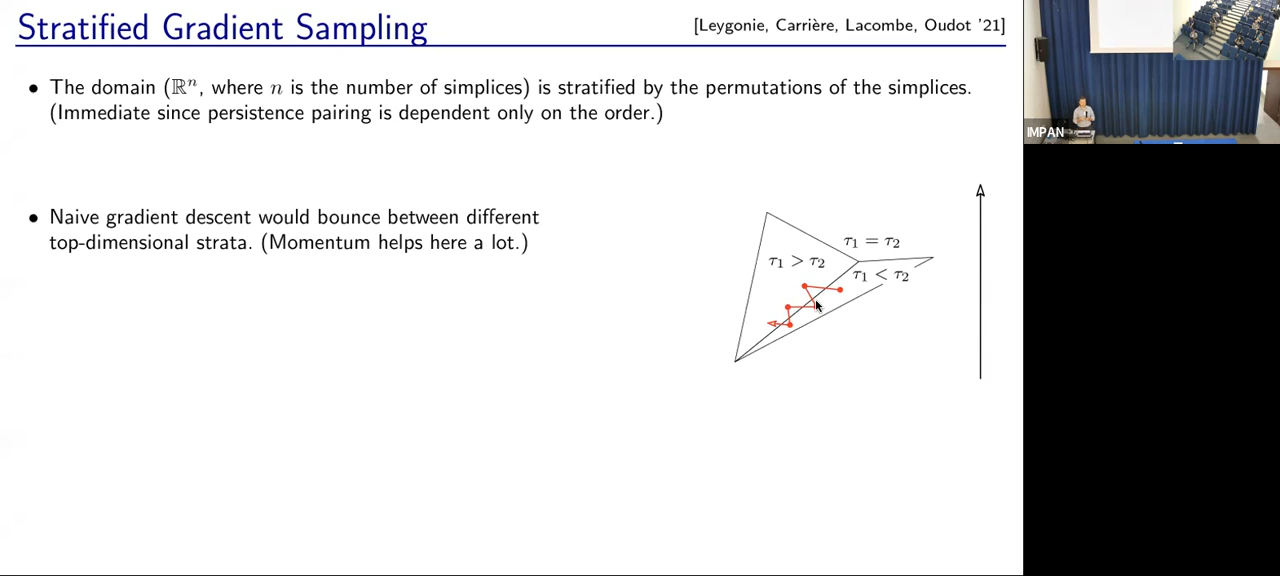 Stratified Gradient Sampling
[Leygonie, Carrière, Lacombe, Oudot '21]
• The domain (ℝⁿ, where n is the number of simplices) is stratified by the permutations of the simplices.
(Immediate since persistence pairing is dependent only on the order.)
• Naive gradient descent would bounce between different
top-dimensional strata. (Momentum helps here a lot.)
τ₁ = τ₂
τ₁ > τ₂
τ₁ < τ₂
IMPAN